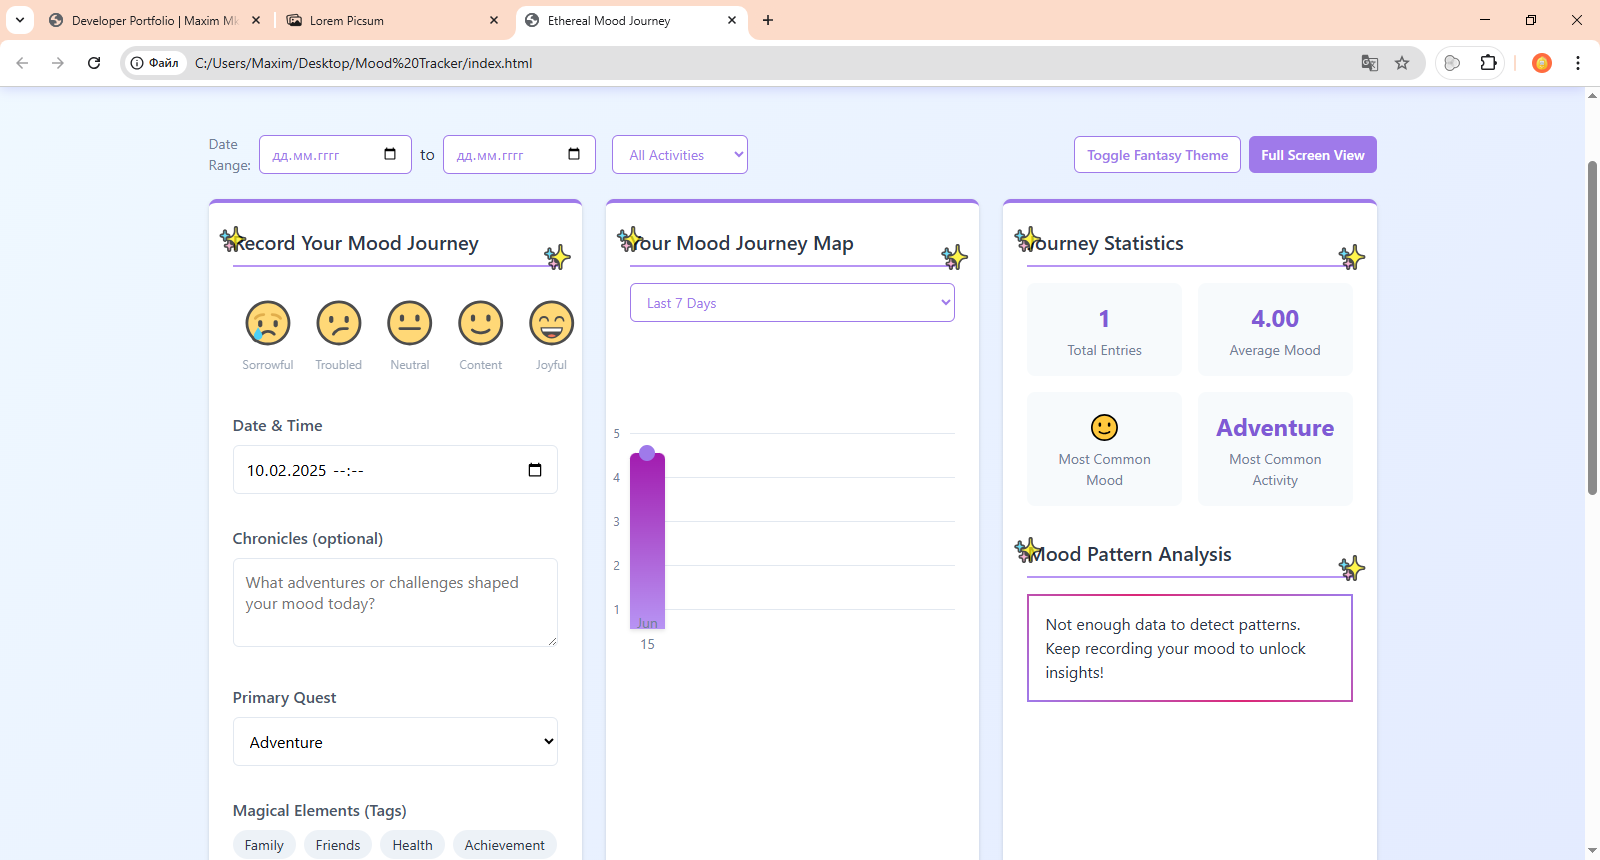 Developer Portfolio | Maxim
Lorem Picsum
Ethereal Mood Journey
Файл
C:/Users/Maxim/Desktop/Mood%20Tracker/index.html
Date
Range:
дд.мм.гггг
to
дд.мм.гггг
All Activities
Toggle Fantasy Theme
Full Screen View
Record Your Mood Journey
Sorrowful
Troubled
Neutral
Content
Joyful
Date & Time
10.02.2025 --:--
Chronicles (optional)
What adventures or challenges shaped
your mood today?
Primary Quest
Adventure
Magical Elements (Tags)
Family
Friends
Health
Achievement
Your Mood Journey Map
Last 7 Days
5
4
3
2
1
Jun
15
Journey Statistics
1
Total Entries
4.00
Average Mood
Most Common
Mood
Adventure
Most Common
Activity
Mood Pattern Analysis
Not enough data to detect patterns.
Keep recording your mood to unlock
insights!